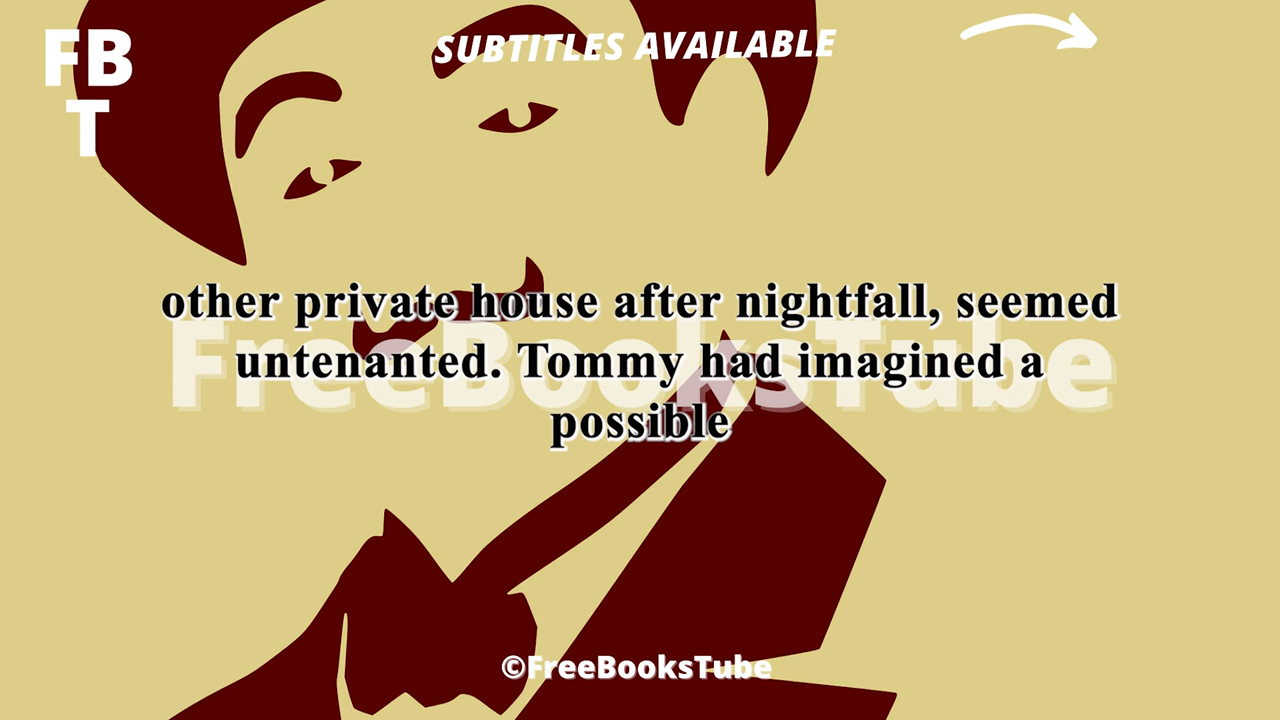 FB
T
SUBTITLES AVAILABLE
other private house after nightfall, seemed
untenanted. Tommy had imagined a
possible
FreeBooksTube
©FreeBooksTube